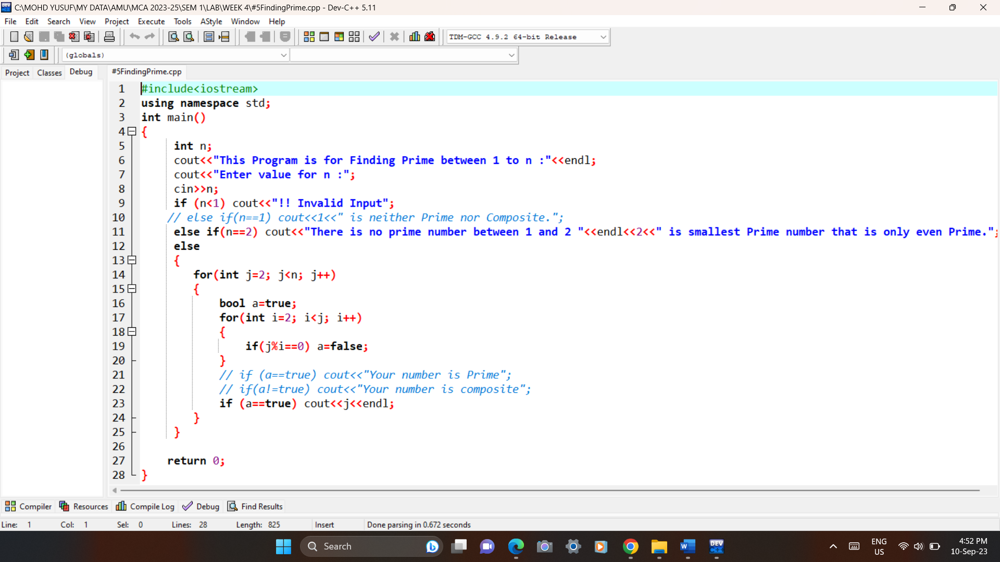 C:\MOHD YUSUF\MY DATA\AMU\MCA 2023-25\SEM 1\LAB\WEEK 4\#5FindingPrime.cpp - Dev-C++ 5.11
File Edit Search View Project Execute Tools AStyle Window Help
TDM-GCC 4.9.2 64-bit Release
(globals)
Project Classes Debug #5FindingPrime.cpp
1 #include<iostream>
2 using namespace std;
3 int main()
4 {
5 int n;
6 cout<<"This Program is for Finding Prime between 1 to n :"<<endl;
7 cout<<"Enter value for n :";
8 cin>>n;
9 if (n<1) cout<<"!! Invalid Input";
10 // else if(n==1) cout<<1<<" is neither Prime nor Composite.";
11 else if(n==2) cout<<"There is no prime number between 1 and 2 "<<endl<<2<<" is smallest Prime number that is only even Prime.";
12 else
13 {
14 for(int j=2; j<n; j++)
15 {
16 bool a=true;
17 for(int i=2; i<j; i++)
18 {
19 if(j%i==0) a=false;
20 }
21 // if (a==true) cout<<"Your number is Prime";
22 // if(a!=true) cout<<"Your number is composite";
23 if (a==true) cout<<j<<endl;
24 }
25 }
26
27 return 0;
28 }
Compiler Resources Compile Log Debug Find Results
Line: 1 Col: 1 Sel: 0 Lines: 28 Length: 825 Insert Done parsing in 0.672 seconds
Search
DEV
C++
ENG
US
4:52 PM
10-Sep-23